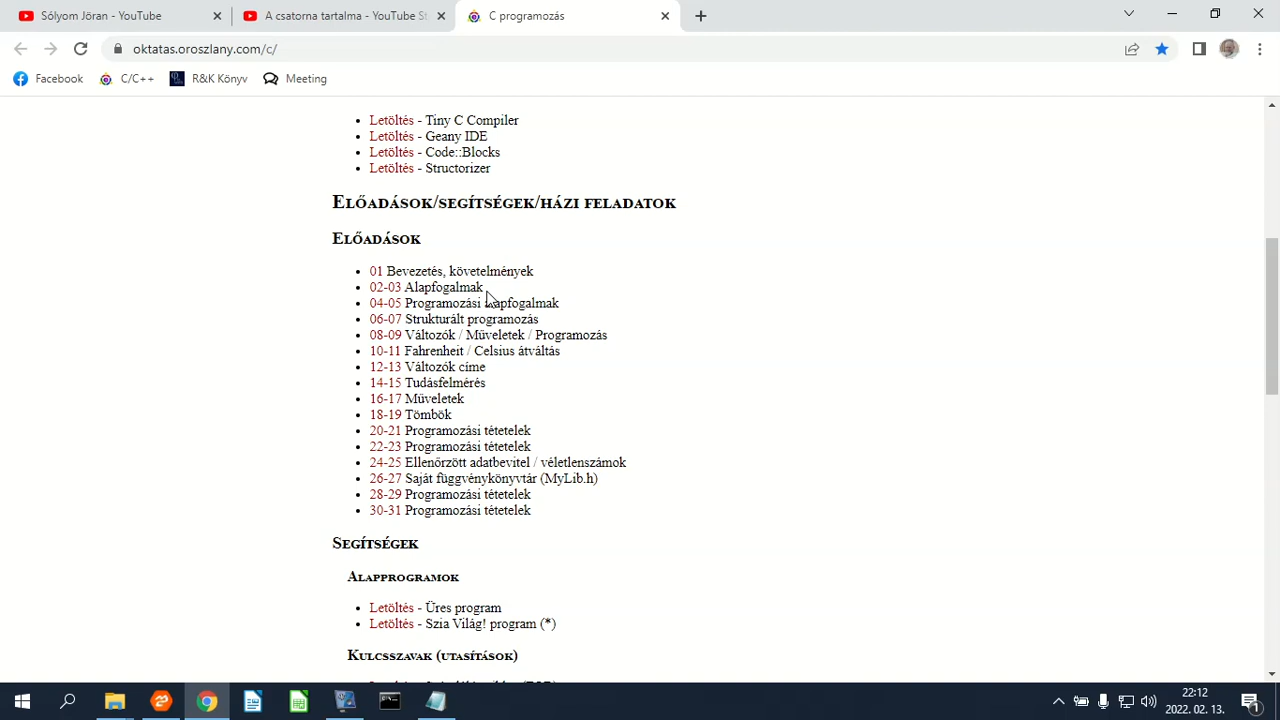 Sólyom Jöran - YouTube
A csatorna tartalma - YouTube St
C programozás
oktatas.oroszlany.com/c/
Facebook
C/C++
R&K Könyv
Meeting
Letöltés - Tiny C Compiler
Letöltés - Geany IDE
Letöltés - Code::Blocks
Letöltés - Structorizer
Előadások/segítségek/házi feladatok
Előadások
01 Bevezetés, követelmények
02-03 Alapfogalmak
04-05 Programozási alapfogalmak
06-07 Strukturált programozás
08-09 Változók / Műveletek / Programozás
10-11 Fahrenheit / Celsius átváltás
12-13 Változók címe
14-15 Tudásfelmérés
16-17 Műveletek
18-19 Tömbök
20-21 Programozási tétetelek
22-23 Programozási tétetelek
24-25 Ellenőrzött adatbevitel / véletlenszámok
26-27 Saját függvénykönyvtár (MyLib.h)
28-29 Programozási tétetelek
30-31 Programozási tétetelek
Segítségek
Alapprogramok
Letöltés - Üres program
Letöltés - Szia Világ! program (*)
Kulcsszavak (utasítások)
22:12
2022. 02. 13.
1